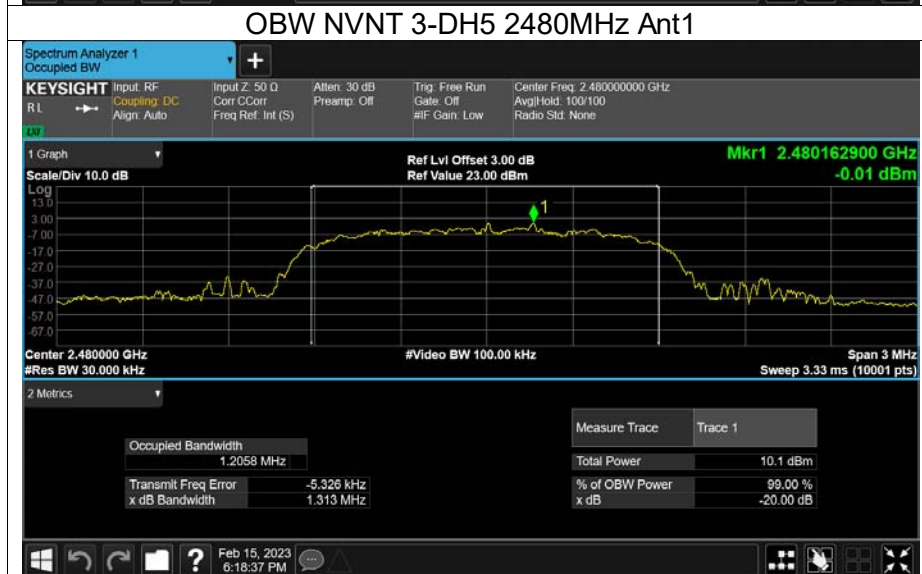 OBW NVNT 3-DH5 2480MHz Ant1
Spectrum Analyzer 1
Occupied BW
+
KEYSIGHT
R L
LXI
Input: RF
Coupling: DC
Align: Auto
Input Z: 50 Ω
Corr CCorr
Freq Ref: Int (S)
Atten: 30 dB
Preamp: Off
Trig: Free Run
Gate: Off
#IF Gain: Low
Center Freq: 2.480000000 GHz
Avg|Hold: 100/100
Radio Std: None
1 Graph
Scale/Div 10.0 dB
Ref Lvl Offset 3.00 dB
Ref Value 23.00 dBm
Mkr1 2.480162900 GHz
-0.01 dBm
Log
13.0
3.00
-7.00
-17.0
-27.0
-37.0
-47.0
-57.0
-67.0
1
Center 2.480000 GHz
#Res BW 30.000 kHz
#Video BW 100.00 kHz
Span 3 MHz
Sweep 3.33 ms (10001 pts)
2 Metrics
Measure Trace Trace 1
Occupied Bandwidth
1.2058 MHz
Total Power 10.1 dBm
Transmit Freq Error -5.326 kHz
% of OBW Power 99.00 %
x dB Bandwidth 1.313 MHz
x dB -20.00 dB
?
Feb 15, 2023
6:18:37 PM